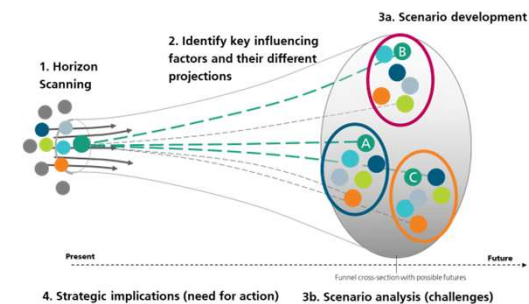 3a. Scenario development
2. Identify key influencing
factors and their different
projections
1. Horizon
Scanning
B
A
C
Present
Future
Funnel cross-section with possible futures
4. Strategic implications (need for action)
3b. Scenario analysis (challenges)